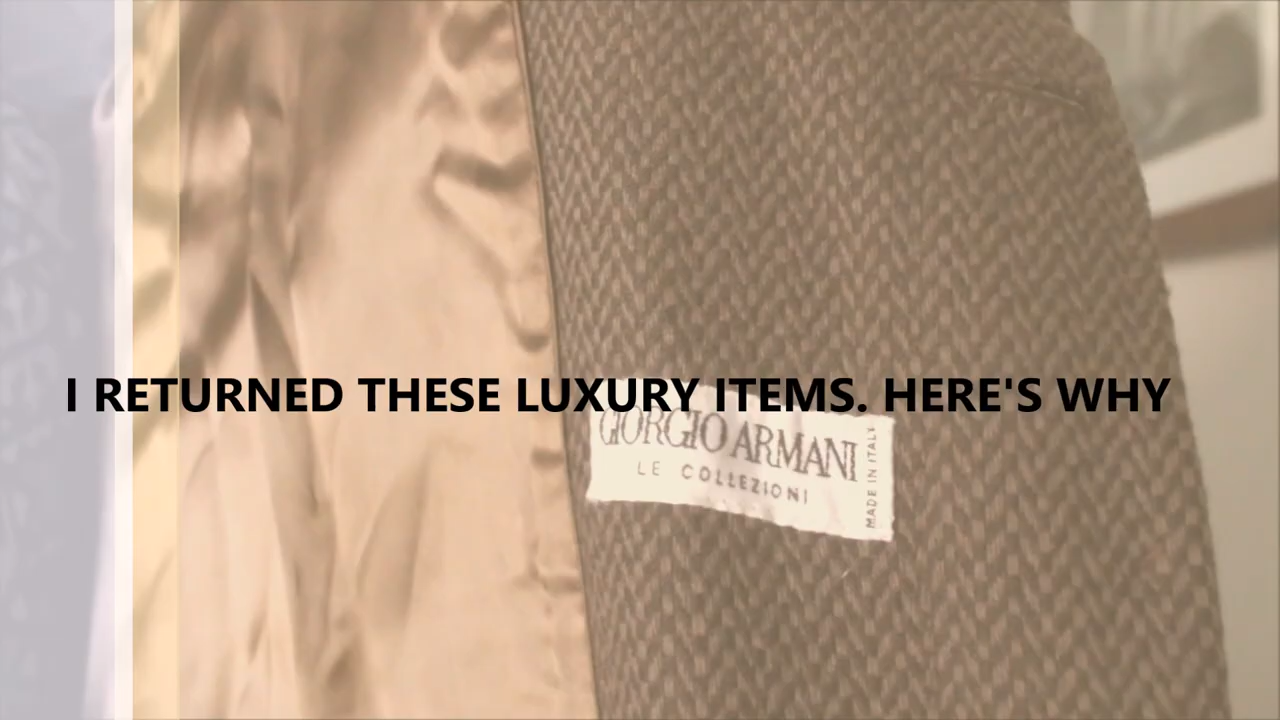 I RETURNED THESE LUXURY ITEMS. HERE'S WHY
GIORGIO ARMANI
LE COLLEZIONI
MADE IN ITALY